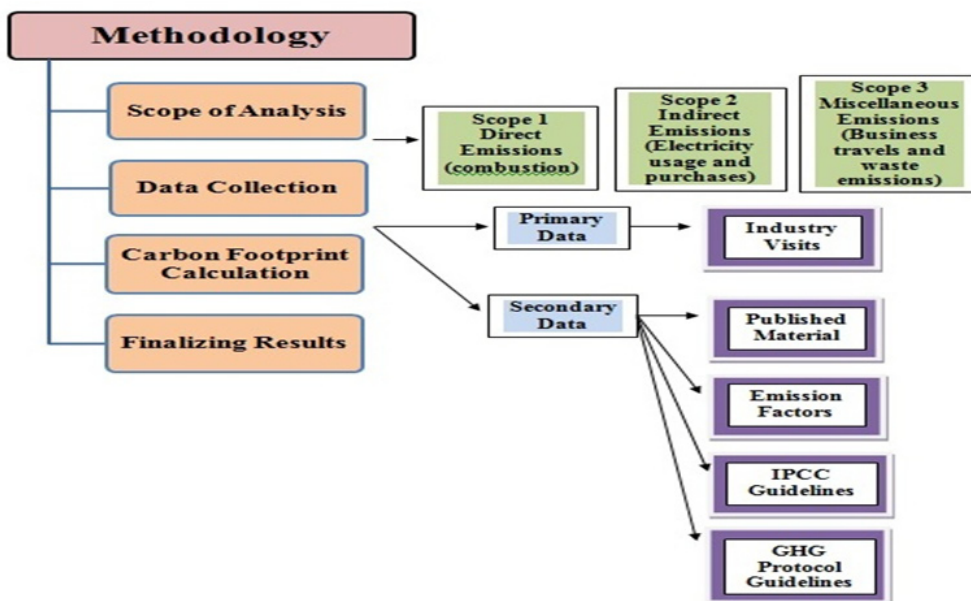 Methodology
Scope of Analysis
Data Collection
Carbon Footprint
Calculation
Finalizing Results
Scope 1
Direct
Emissions
(combustion)
Scope 2
Indirect
Emissions
(Electricity
usage and
purchases)
Scope 3
Miscellaneous
Emissions
(Business
travels and
waste
emissions)
Primary
Data
Industry
Visits
Secondary
Data
Published
Material
Emission
Factors
IPCC
Guidelines
GHG
Protocol
Guidelines